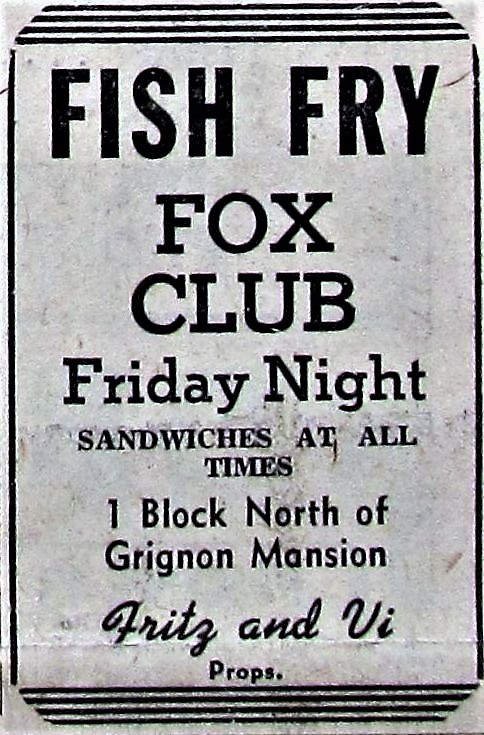 FISH FRY
FOX
CLUB
Friday Night
SANDWICHES AT ALL
TIMES
1 Block North of
Grignon Mansion
Fritz and Vi
Props.